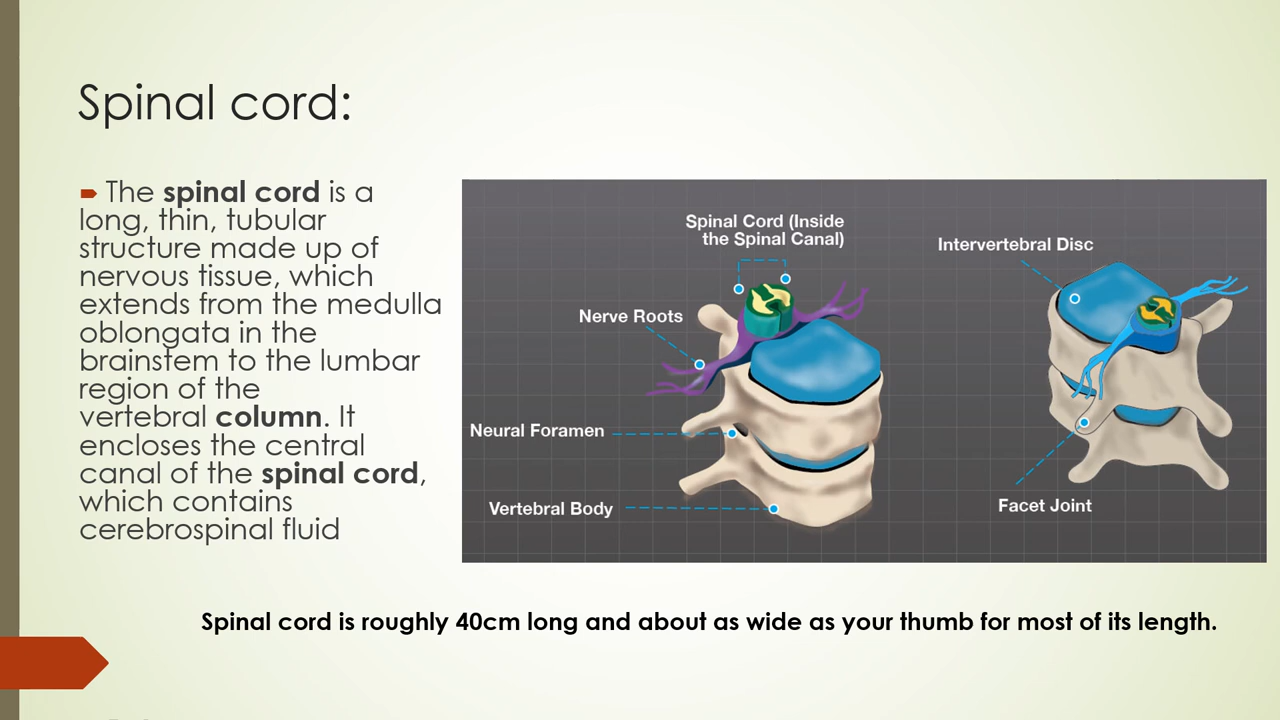 Spinal cord:
The spinal cord is a
long, thin, tubular
structure made up of
nervous tissue, which
extends from the medulla
oblongata in the
brainstem to the lumbar
region of the
vertebral column. It
encloses the central
canal of the spinal cord,
which contains
cerebrospinal fluid
Spinal Cord (Inside
the Spinal Canal)
Intervertebral Disc
Nerve Roots
Neural Foramen
Vertebral Body
Facet Joint
Spinal cord is roughly 40cm long and about as wide as your thumb for most of its length.